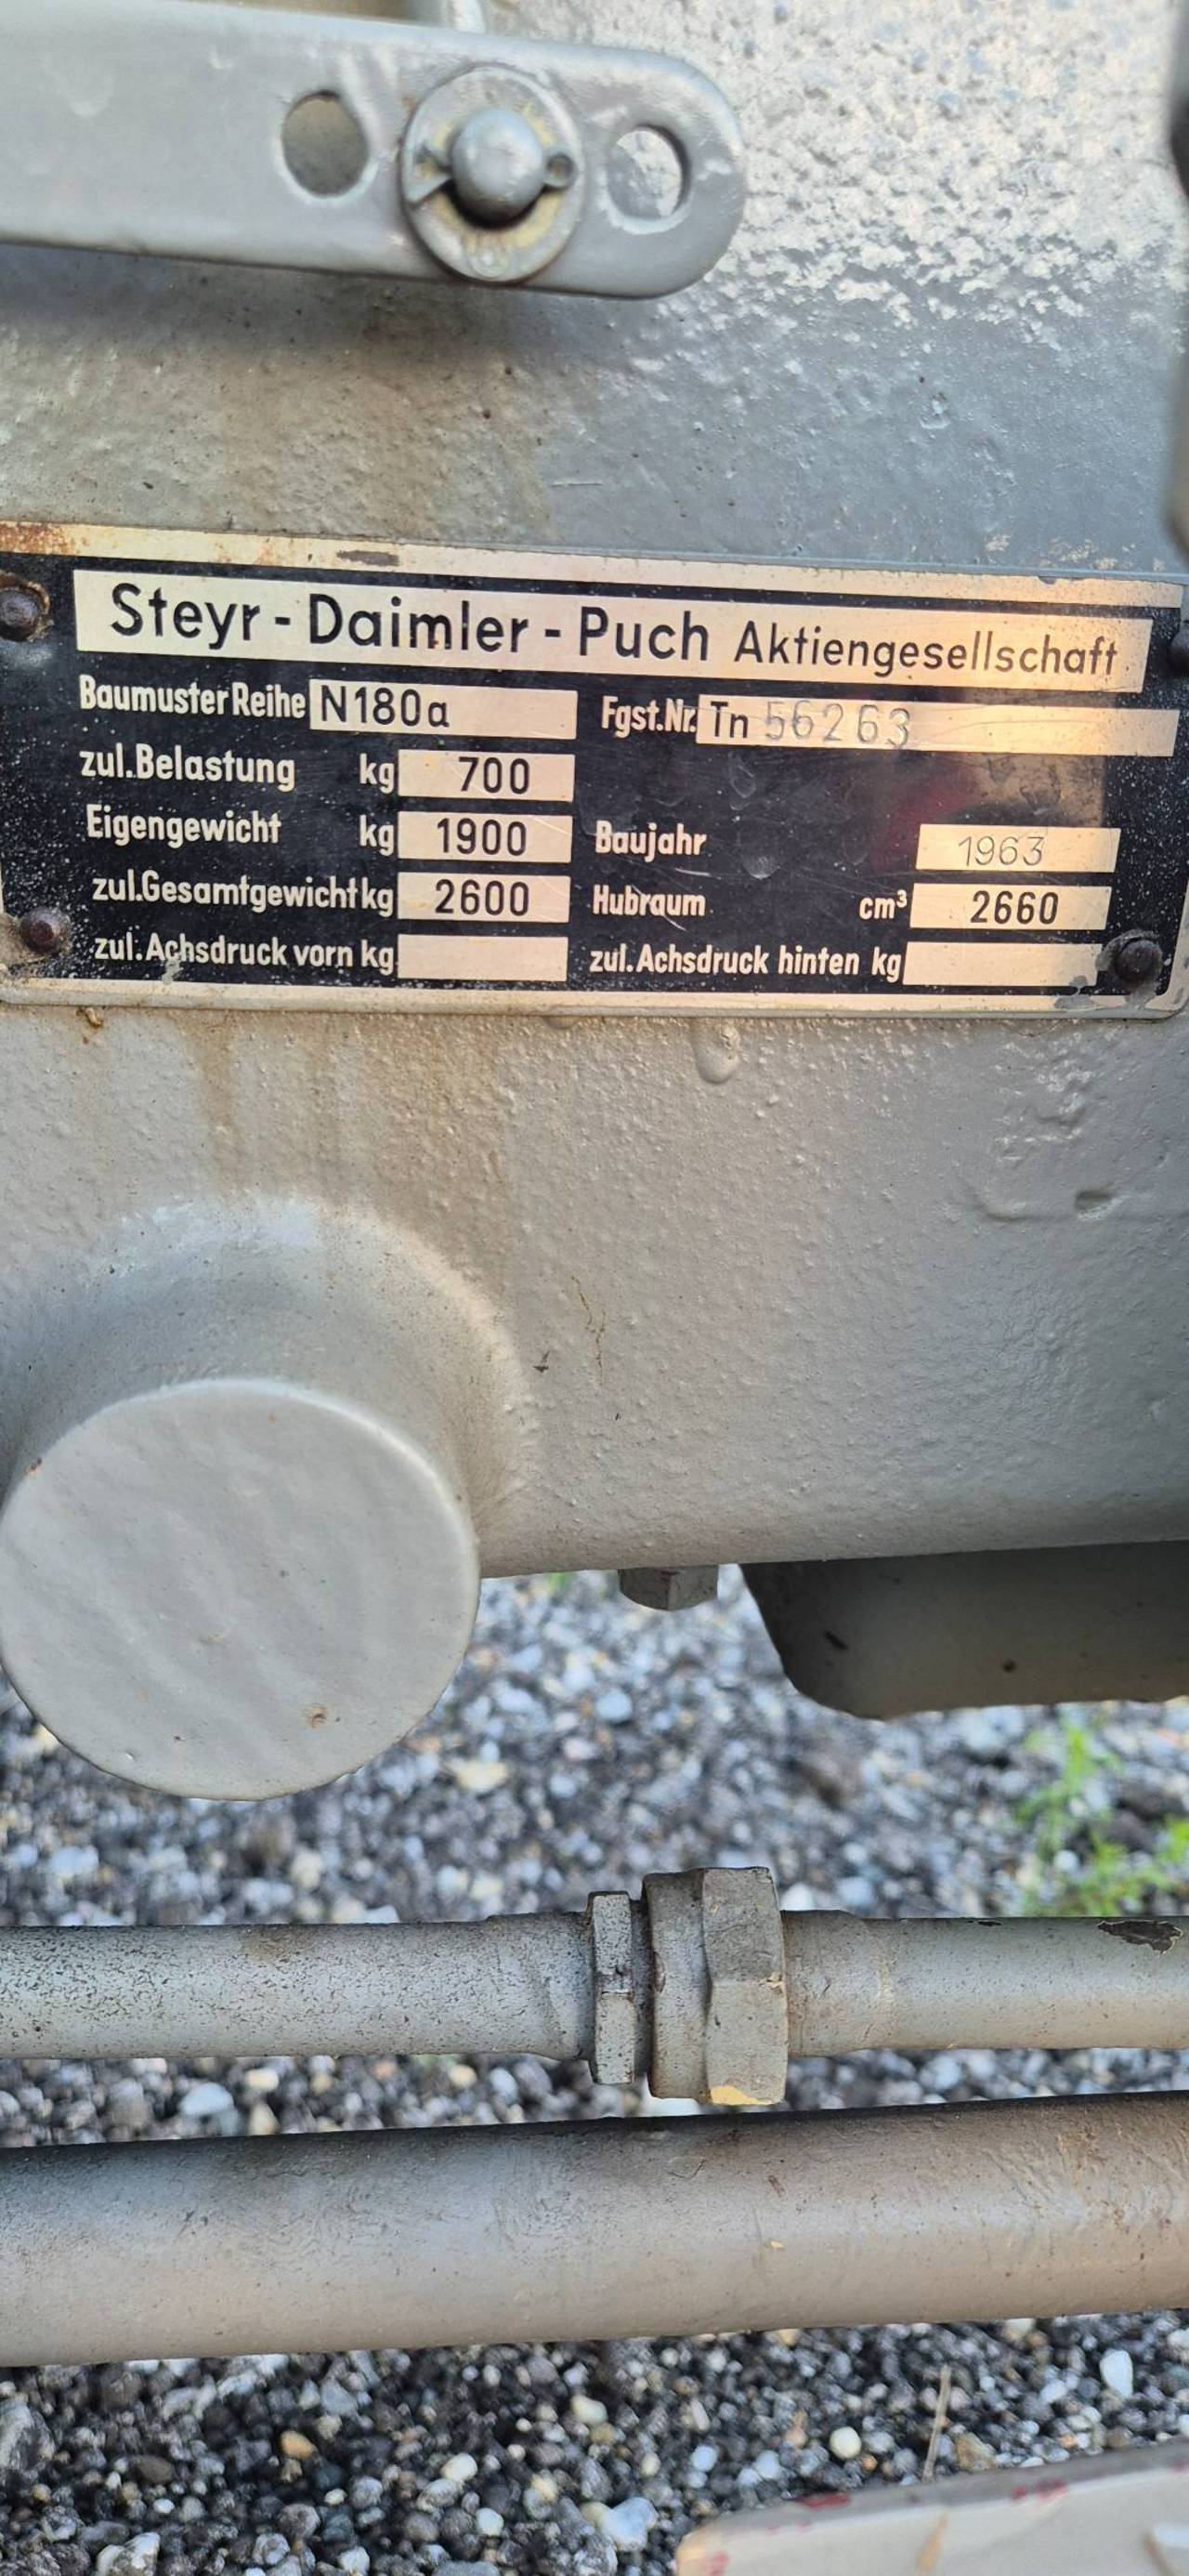 Steyr - Daimler - Puch Aktiengesellschaft
Baumuster Reihe N180a Fgst.Nr. Tn 56263
zul.Belastung kg 700
Eigengewicht kg 1900 Baujahr 1963
zul.Gesamtgewicht kg 2600 Hubraum cm³ 2660
zul.Achsdruck vorn kg zul.Achsdruck hinten kg